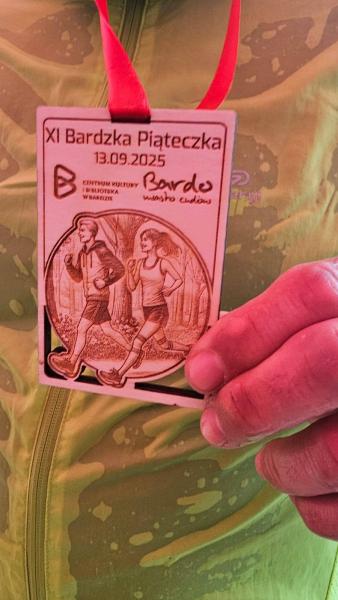 XI Bardzka Piąteczka
13.09.2025
CENTRUM KULTURY
I BIBLIOTEKA
W BARDZIE
Bardo
miasto cudów